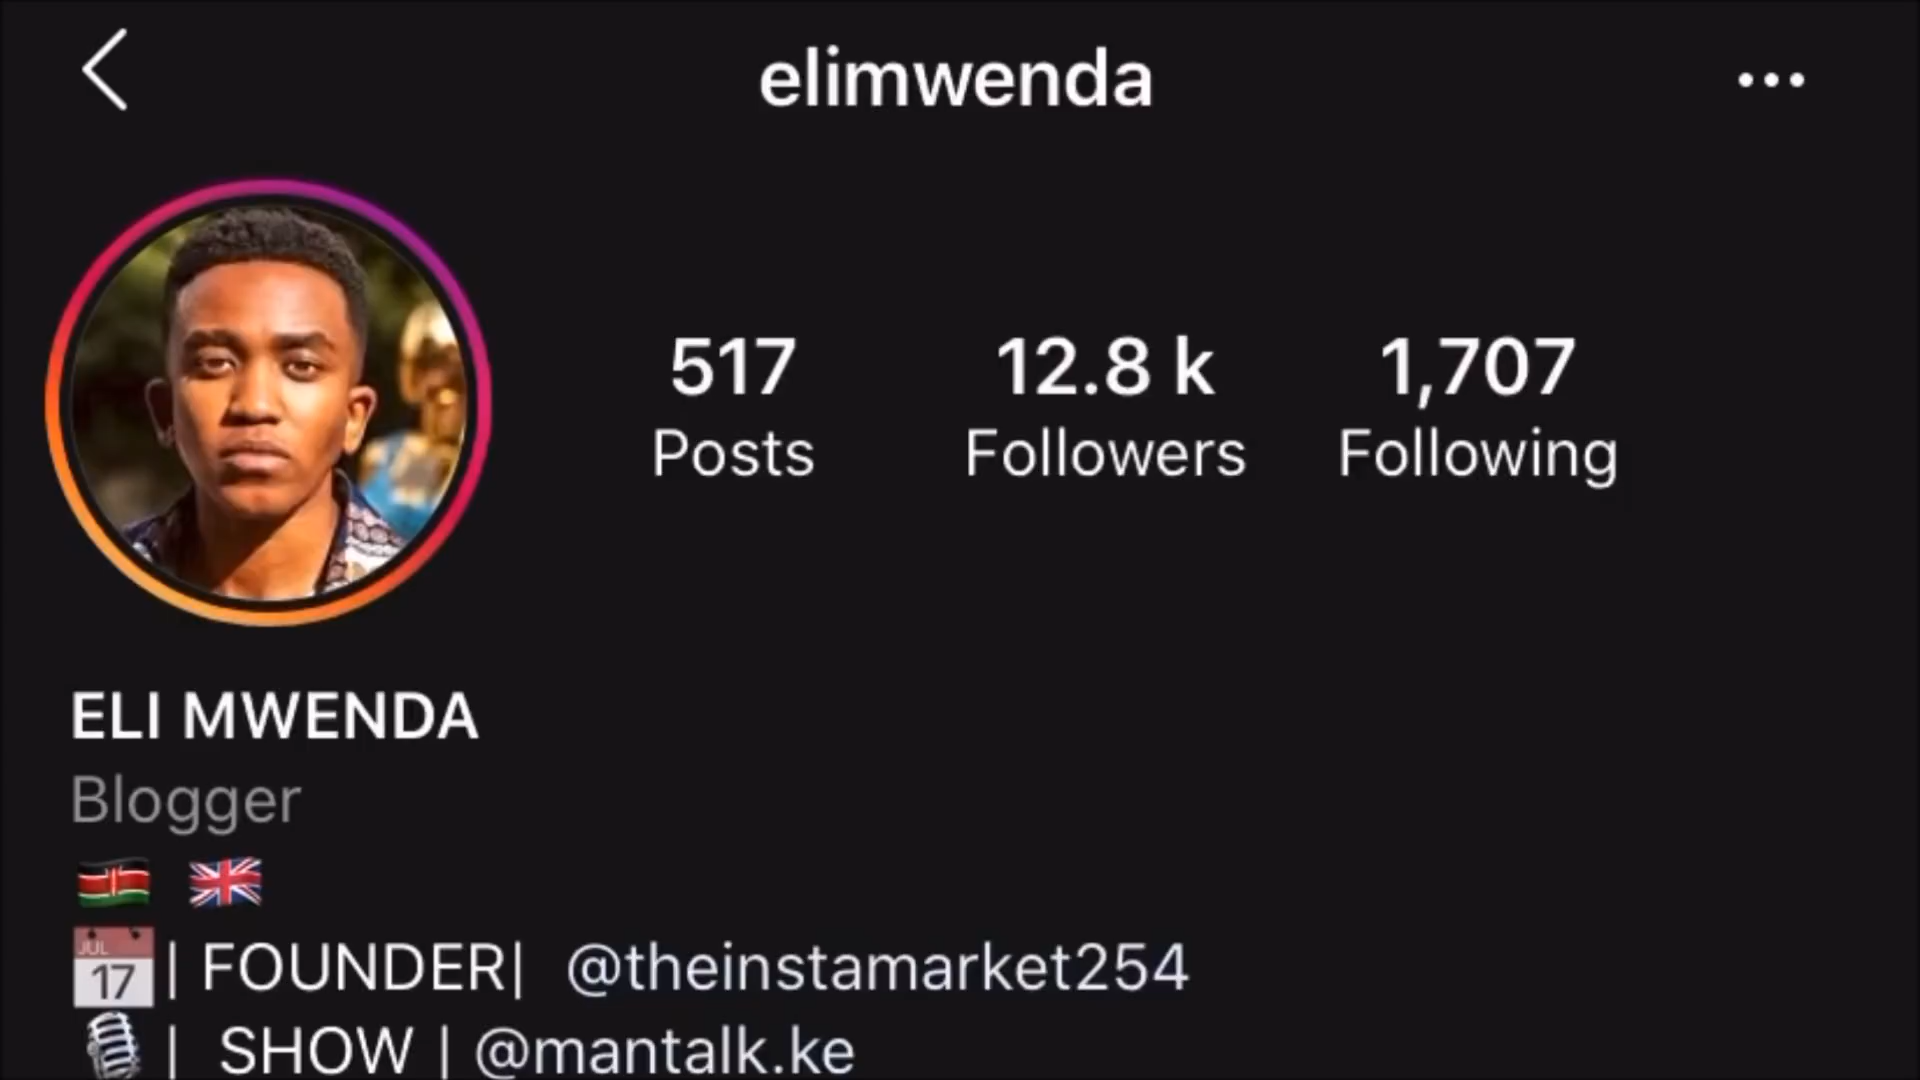 elimwenda
517 12.8 k 1,707
Posts Followers Following
ELI MWENDA
Blogger
JUL
17 | FOUNDER| @theinstamarket254
| SHOW | @mantalk.ke